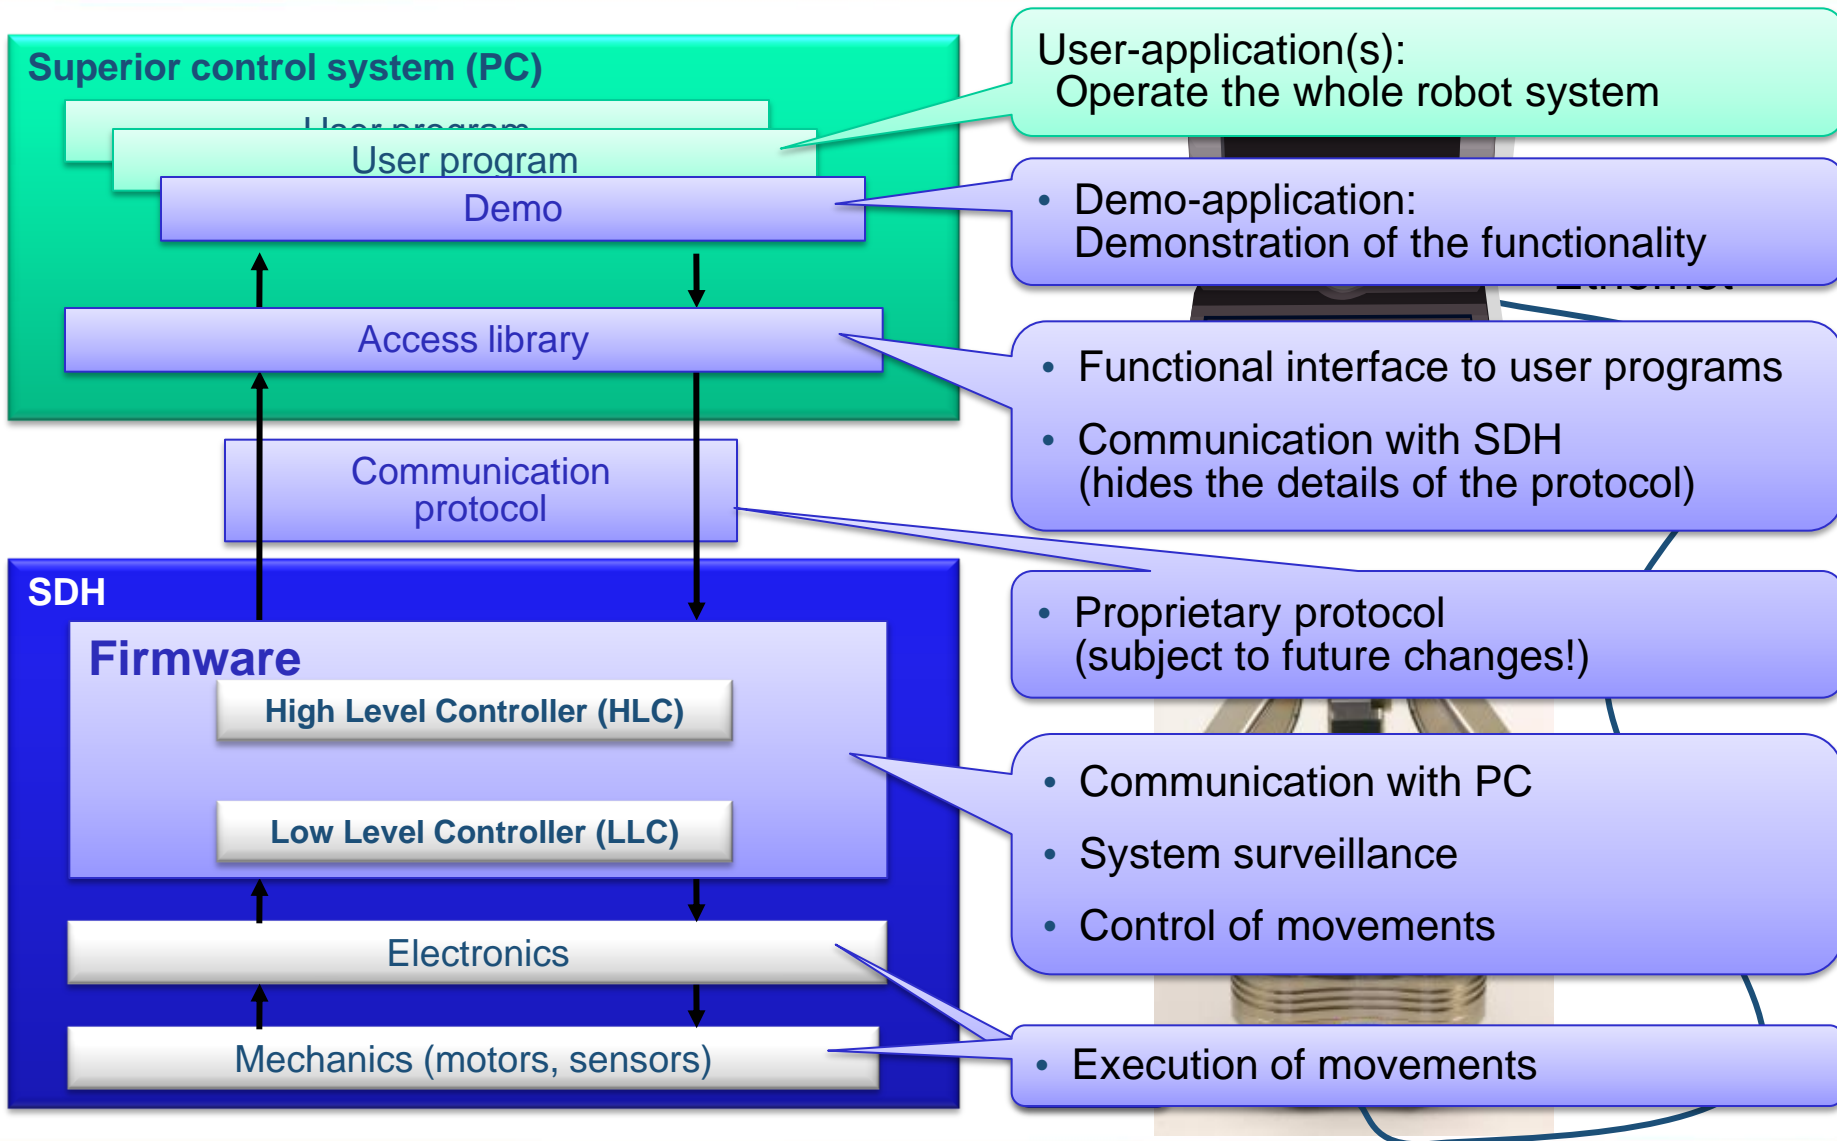 Superior control system (PC)
User program
User program
Demo
Access library
Communication
protocol
SDH
Firmware
High Level Controller (HLC)
Low Level Controller (LLC)
Electronics
Mechanics (motors, sensors)
User-application(s):
Operate the whole robot system
• Demo-application:
Demonstration of the functionality
Ethernet
• Functional interface to user programs
• Communication with SDH
(hides the details of the protocol)
• Proprietary protocol
(subject to future changes!)
• Communication with PC
• System surveillance
• Control of movements
• Execution of movements